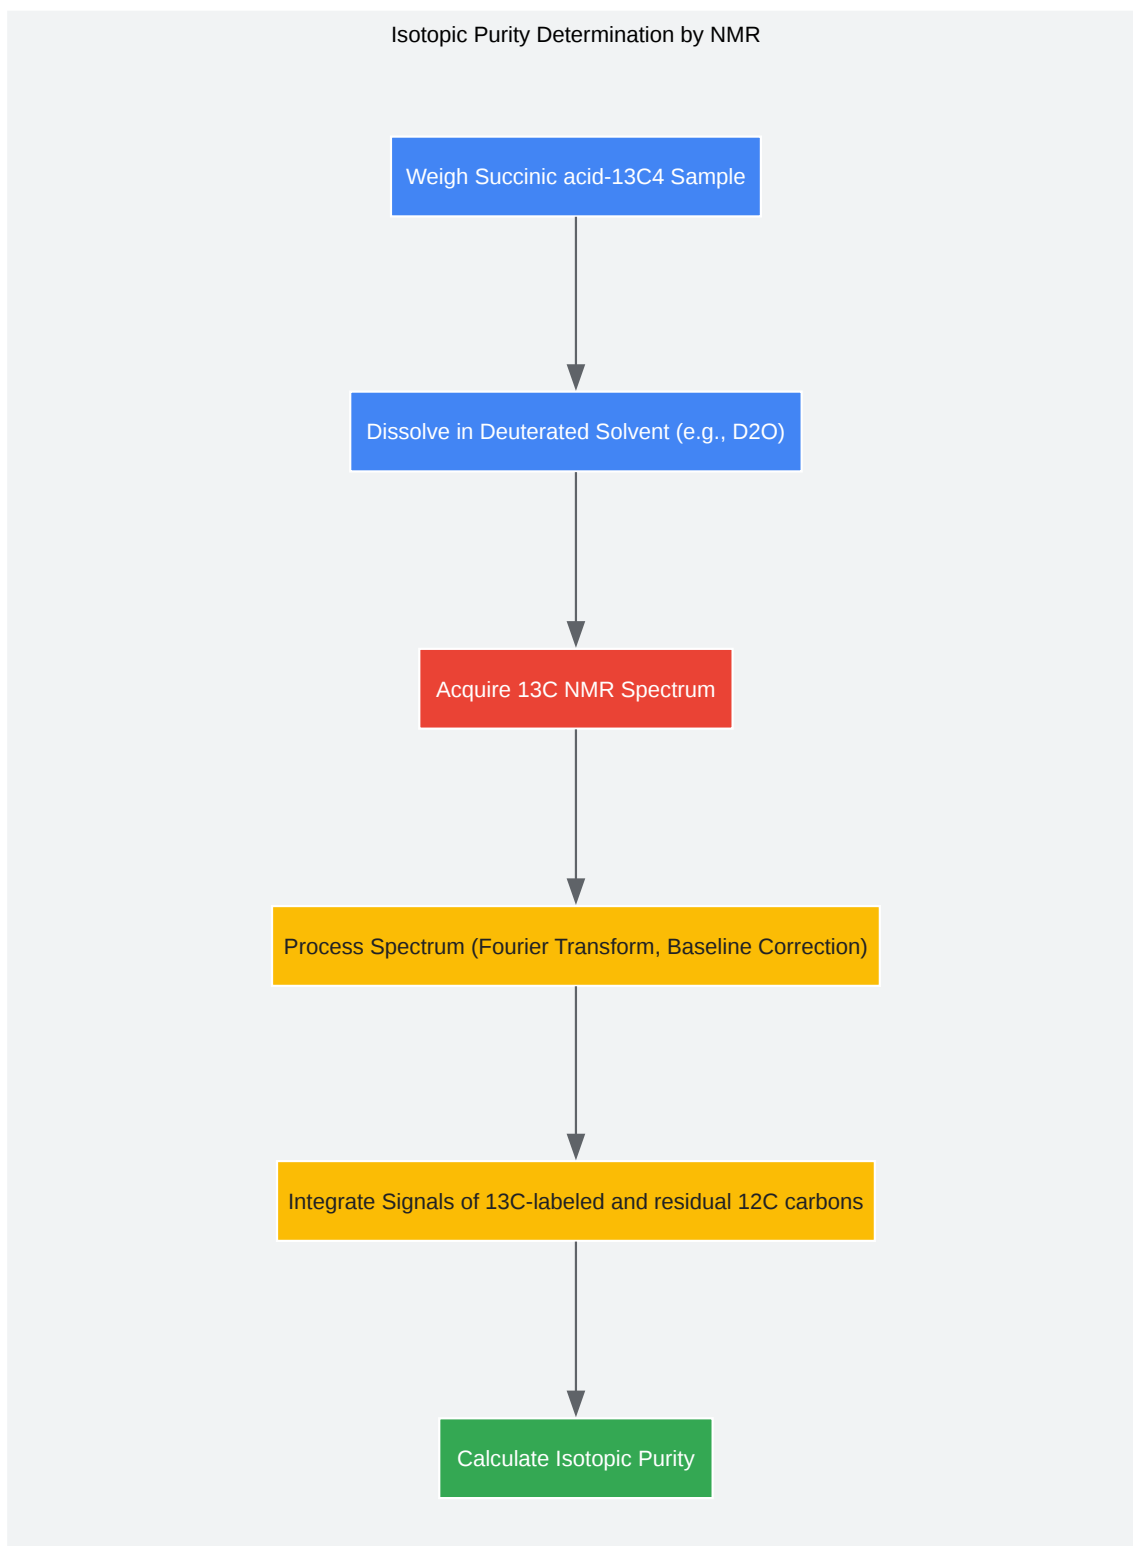 Isotopic Purity Determination by NMR
Weigh Succinic acid-13C4 Sample
Dissolve in Deuterated Solvent (e.g., D2O)
Acquire 13C NMR Spectrum
Process Spectrum (Fourier Transform, Baseline Correction)
Integrate Signals of 13C-labeled and residual 12C carbons
Calculate Isotopic Purity